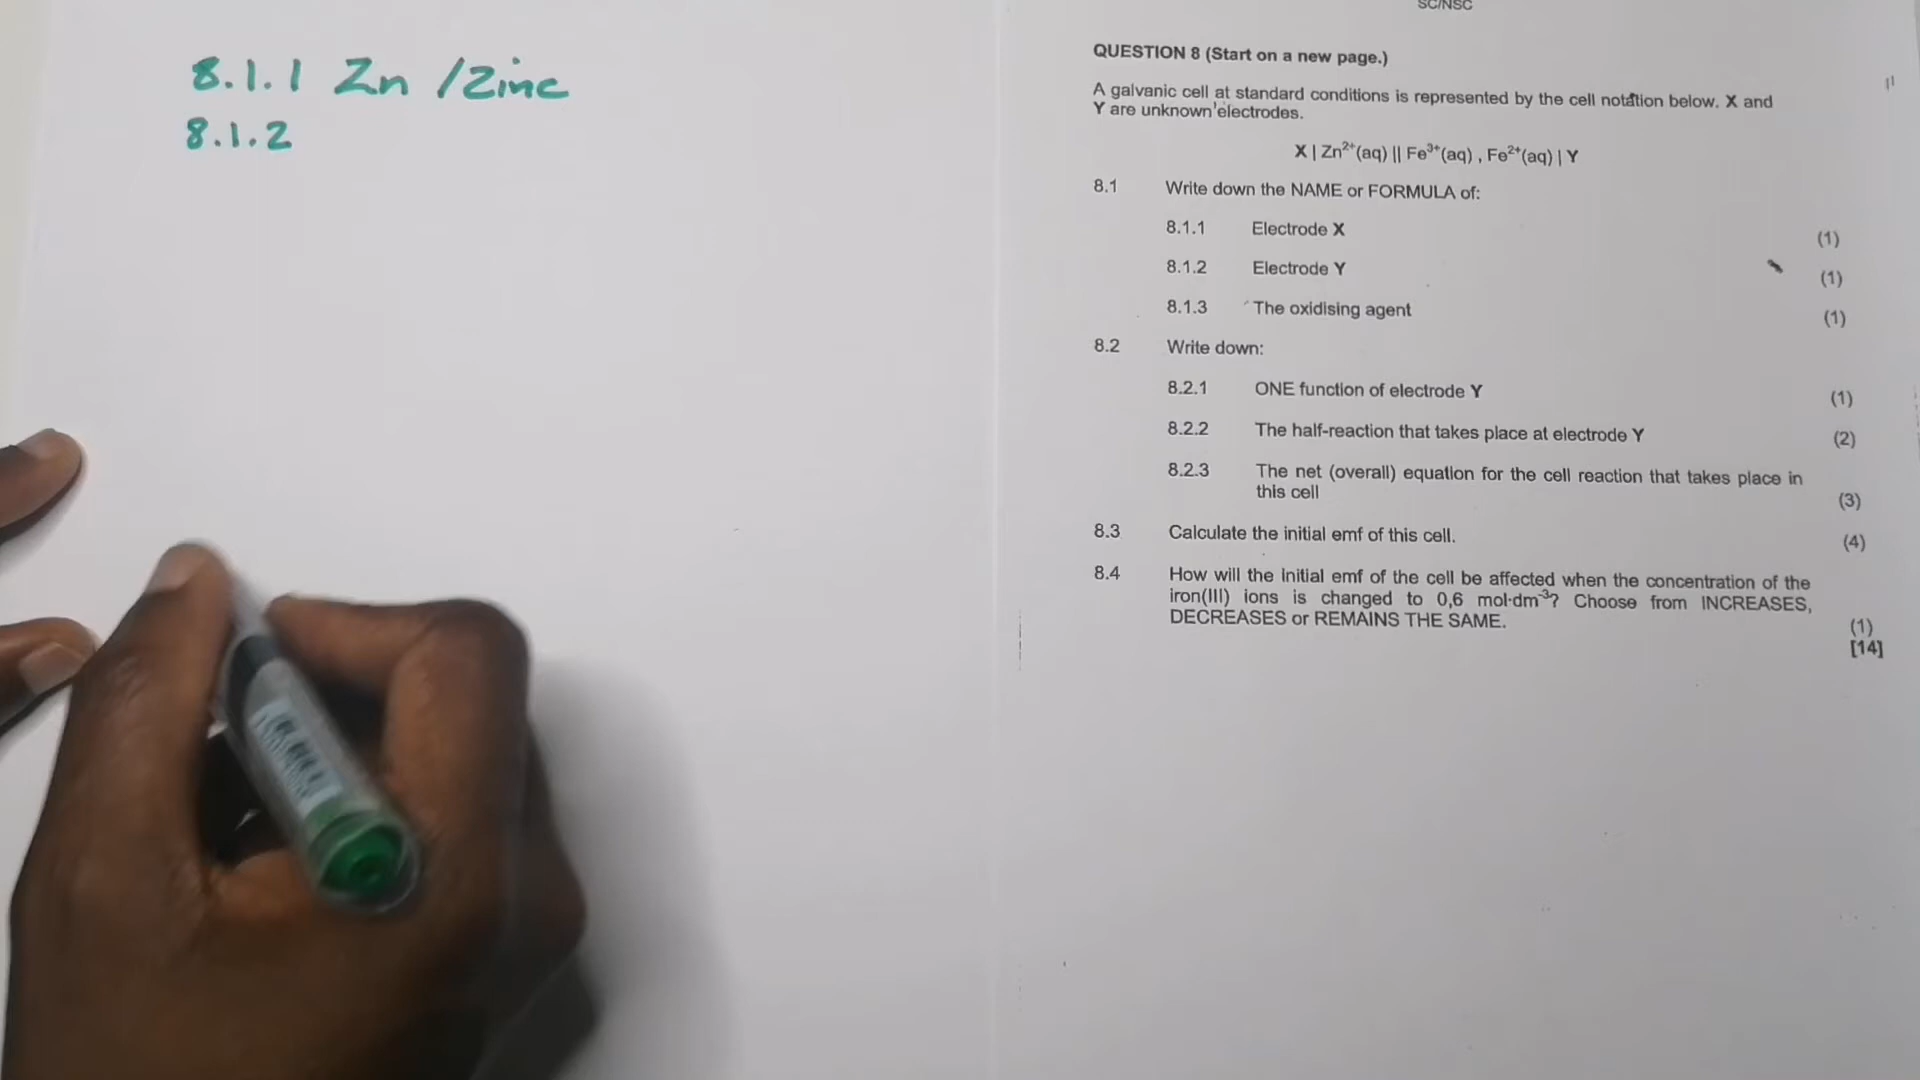 8.1.1 Zn /Zinc
8.1.2
SC/NSC
QUESTION 8 (Start on a new page.)
A galvanic cell at standard conditions is represented by the cell notation below. X and
Y are unknown electrodes.
X | Zn²⁺(aq) || Fe³⁺(aq) , Fe²⁺(aq) | Y
8.1 Write down the NAME or FORMULA of:
8.1.1 Electrode X (1)
8.1.2 Electrode Y (1)
8.1.3 The oxidising agent (1)
8.2 Write down:
8.2.1 ONE function of electrode Y (1)
8.2.2 The half-reaction that takes place at electrode Y (2)
8.2.3 The net (overall) equation for the cell reaction that takes place in
this cell (3)
8.3 Calculate the initial emf of this cell. (4)
8.4 How will the initial emf of the cell be affected when the concentration of the
iron(III) ions is changed to 0,6 mol·dm⁻³? Choose from INCREASES,
DECREASES or REMAINS THE SAME. (1)
[14]